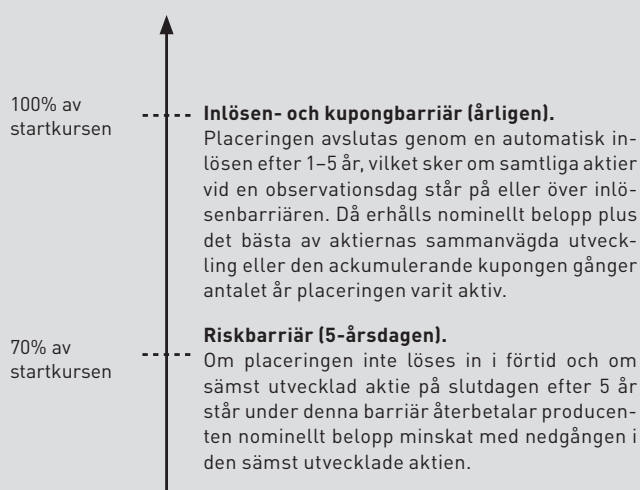 100% av
startkursen
Inlösen- och kupongbarriär (årligen).
Placeringen avslutas genom en automatisk in-
lösen efter 1–5 år, vilket sker om samtliga aktier
vid en observationsdag står på eller över inlö-
senbarriären. Då erhålls nominellt belopp plus
det bästa av aktiernas sammanvägda utveck-
ling eller den ackumulerande kupongen gånger
antalet år placeringen varit aktiv.
70% av
startkursen
Riskbarriär (5-årsdagen).
Om placeringen inte löses in i förtid och om
sämst utvecklad aktie på slutdagen efter 5 år
står under denna barriär återbetalar producen-
ten nominellt belopp minskat med nedgången i
den sämst utvecklade aktien.